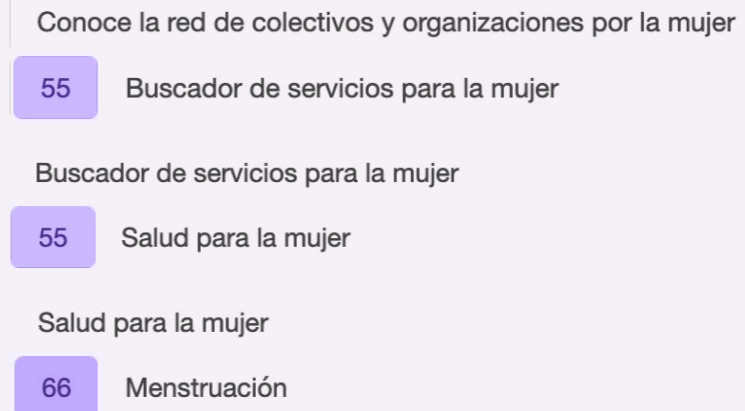 Conoce la red de colectivos y organizaciones por la mujer
55 Buscador de servicios para la mujer
Buscador de servicios para la mujer
55 Salud para la mujer
Salud para la mujer
66 Menstruación